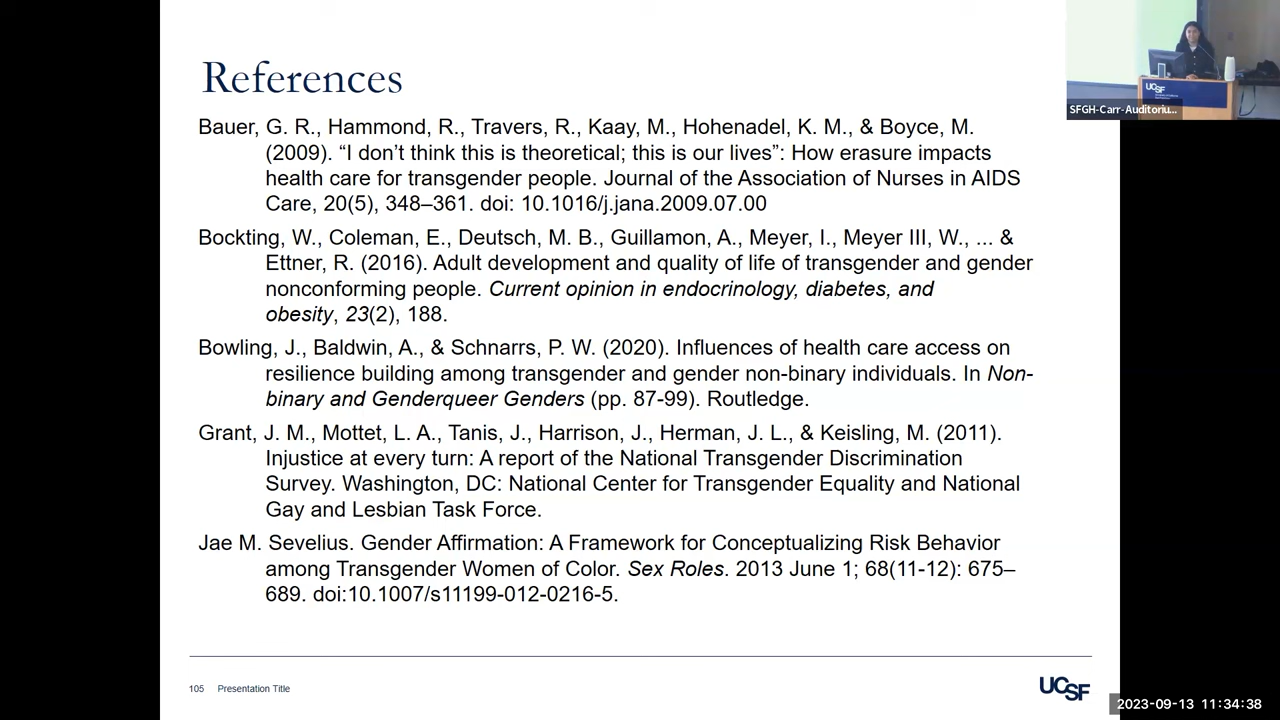 References
Bauer, G. R., Hammond, R., Travers, R., Kaay, M., Hohenadel, K. M., & Boyce, M.
(2009). “I don’t think this is theoretical; this is our lives”: How erasure impacts
health care for transgender people. Journal of the Association of Nurses in AIDS
Care, 20(5), 348–361. doi: 10.1016/j.jana.2009.07.00
Bockting, W., Coleman, E., Deutsch, M. B., Guillamon, A., Meyer, I., Meyer III, W., ... &
Ettner, R. (2016). Adult development and quality of life of transgender and gender
nonconforming people. Current opinion in endocrinology, diabetes, and
obesity, 23(2), 188.
Bowling, J., Baldwin, A., & Schnarrs, P. W. (2020). Influences of health care access on
resilience building among transgender and gender non-binary individuals. In Non-
binary and Genderqueer Genders (pp. 87-99). Routledge.
Grant, J. M., Mottet, L. A., Tanis, J., Harrison, J., Herman, J. L., & Keisling, M. (2011).
Injustice at every turn: A report of the National Transgender Discrimination
Survey. Washington, DC: National Center for Transgender Equality and National
Gay and Lesbian Task Force.
Jae M. Sevelius. Gender Affirmation: A Framework for Conceptualizing Risk Behavior
among Transgender Women of Color. Sex Roles. 2013 June 1; 68(11-12): 675–
689. doi:10.1007/s11199-012-0216-5.
105 Presentation Title
UCSF
UCSF
SFGH-Carr-Auditoriu...
2023-09-13 11:34:38